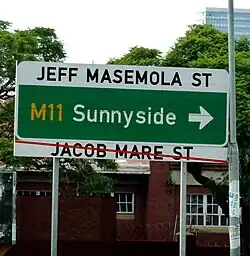 JEFF MASEMOLA ST
M11 Sunnyside
JACOB MARE ST